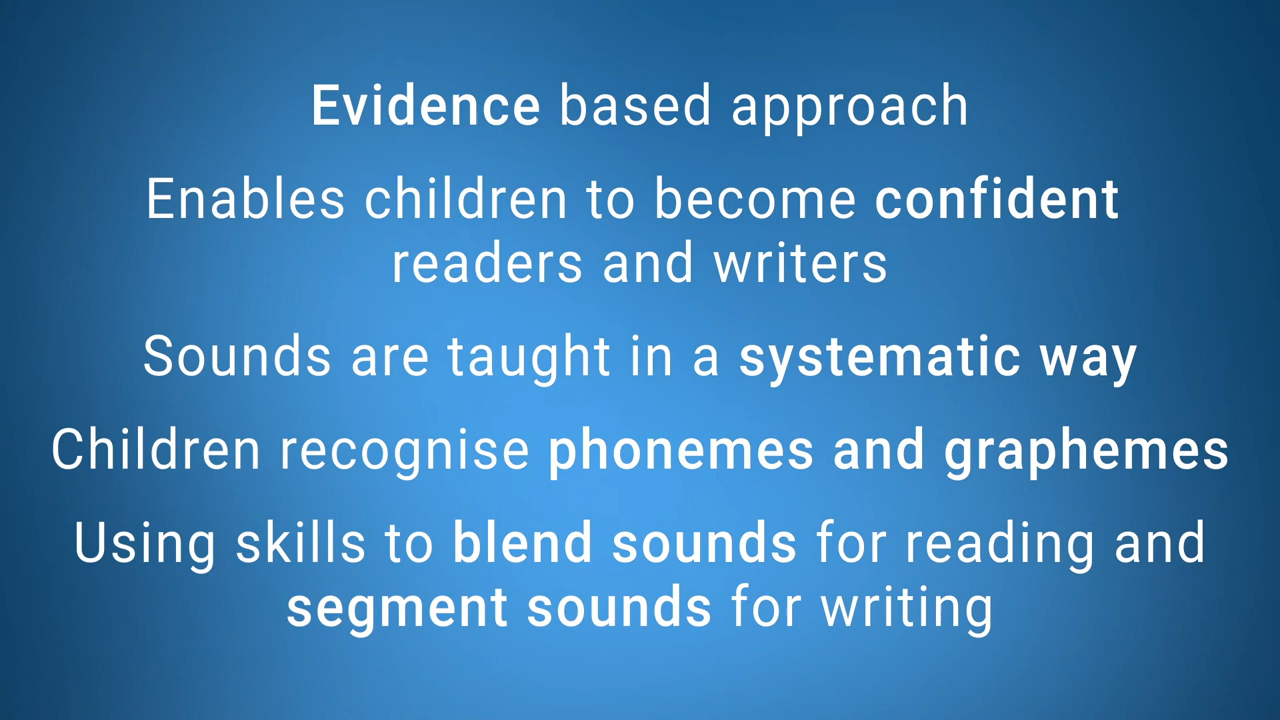 Evidence based approach
Enables children to become confident
readers and writers
Sounds are taught in a systematic way
Children recognise phonemes and graphemes
Using skills to blend sounds for reading and
segment sounds for writing